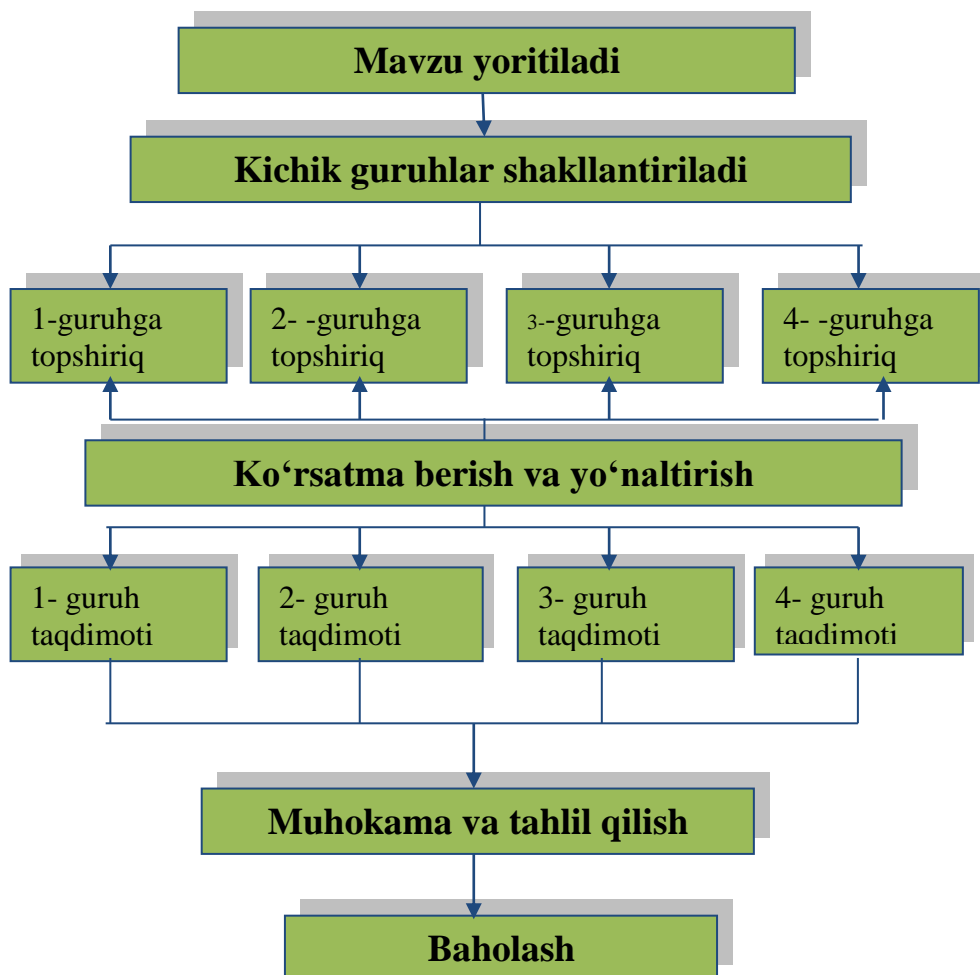 Mavzu yoritiladi
Kichik guruhlar shakllantiriladi
1-guruhga
topshiriq
2- -guruhga
topshiriq
3--guruhga
topshiriq
4- -guruhga
topshiriq
Ko‘rsatma berish va yo‘naltirish
1- guruh
taqdimoti
2- guruh
taqdimoti
3- guruh
taqdimoti
4- guruh
taqdimoti
Muhokama va tahlil qilish
Baholash